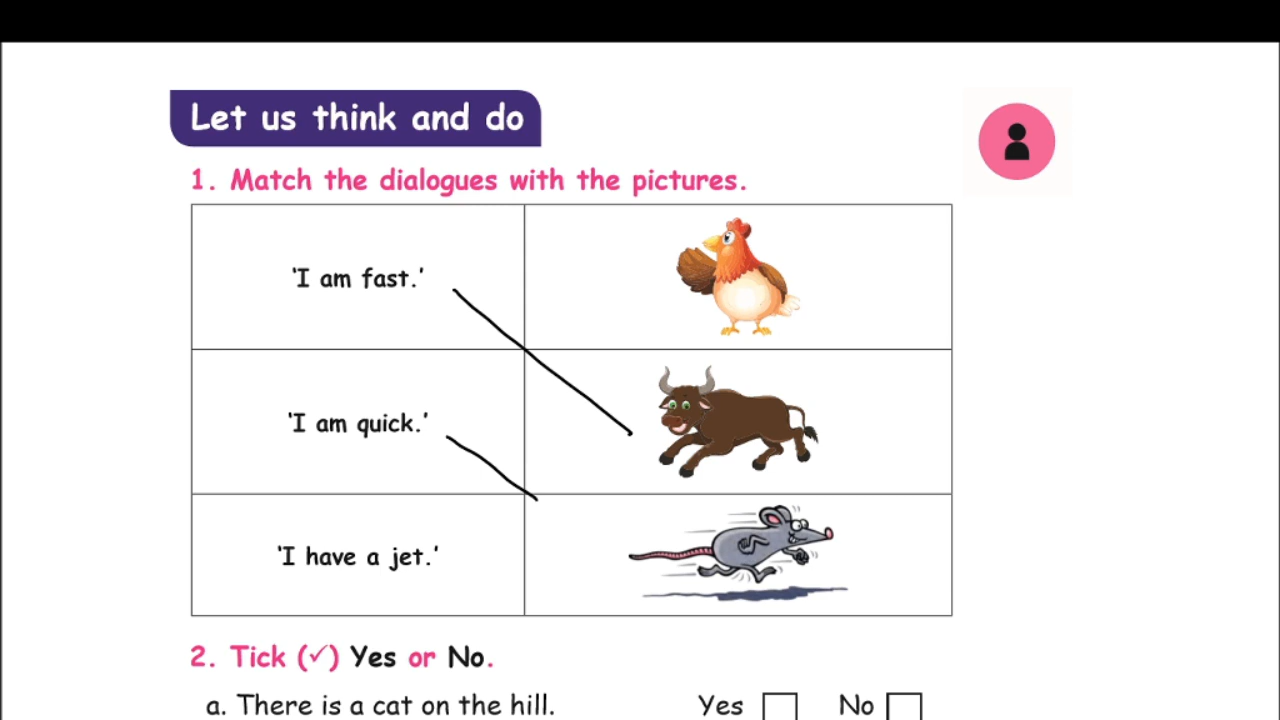 Let us think and do
1. Match the dialogues with the pictures.
'I am fast.'
'I am quick.'
'I have a jet.'
2. Tick (✓) Yes or No.
a. There is a cat on the hill. Yes No